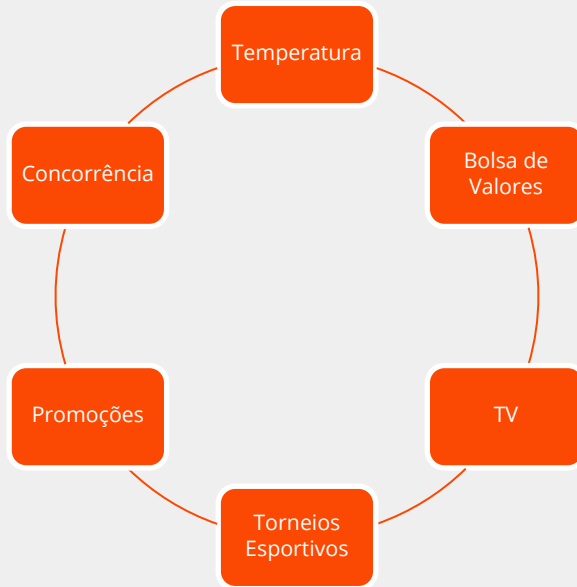 Temperatura
Bolsa de
Valores
TV
Torneios
Esportivos
Promoções
Concorrência